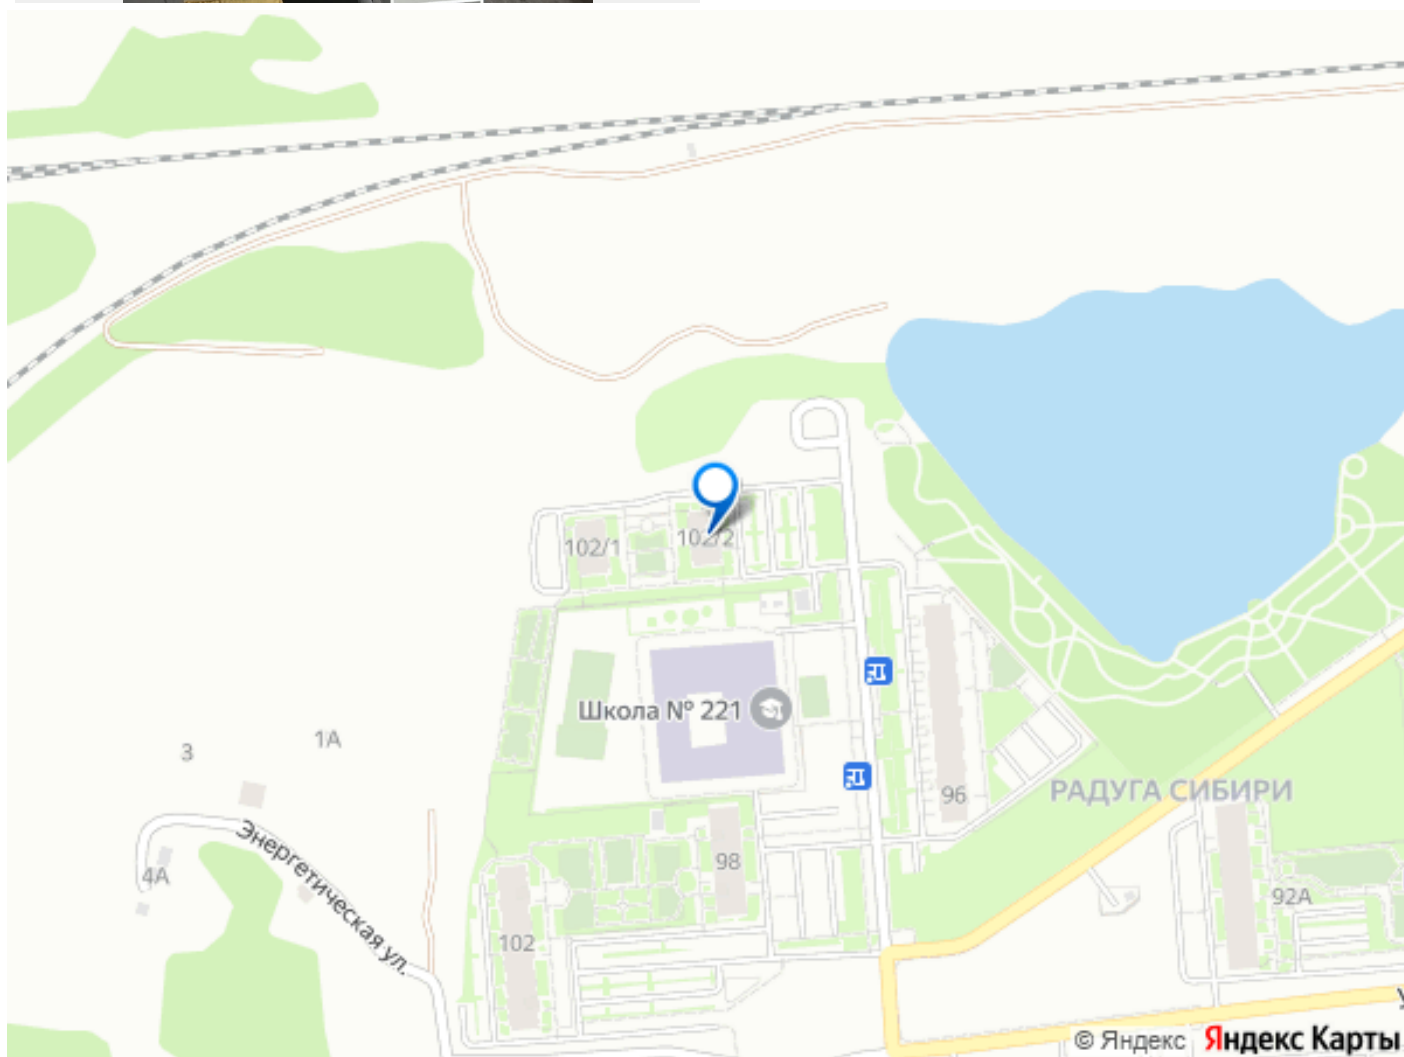 102/1
102/2
Школа № 221
3
1А
96
РАДУГА СИБИРИ
Энергетическая ул.
98
4А
92А
102
У
© Яндекс Яндекс Карты